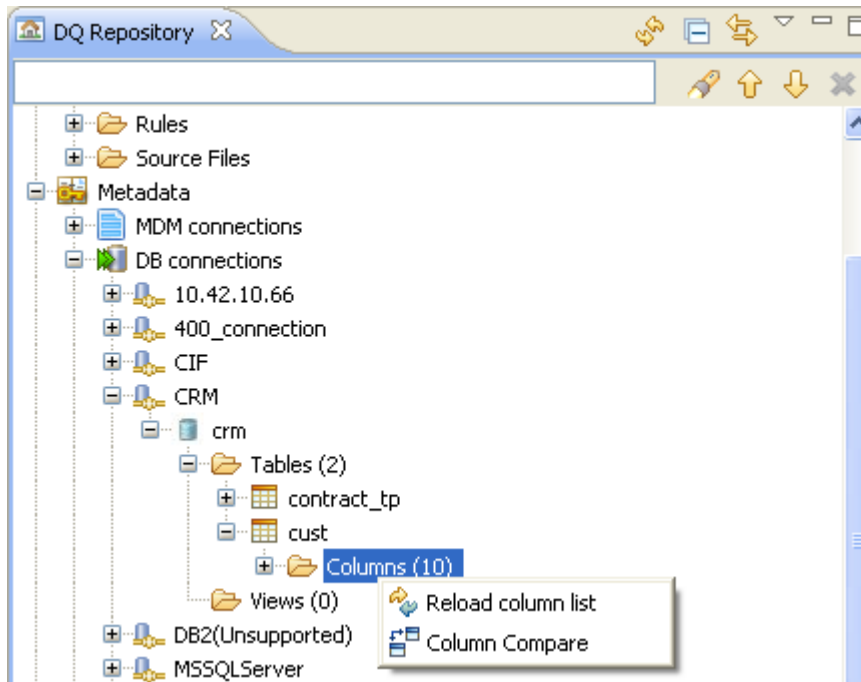 DQ Repository
Rules
Source Files
Metadata
MDM connections
DB connections
10.42.10.66
400_connection
CIF
CRM
crm
Tables (2)
contract_tp
cust
Columns (10)
Views (0)
Reload column list
DB2(Unsupported)
Column Compare
MSSQLServer